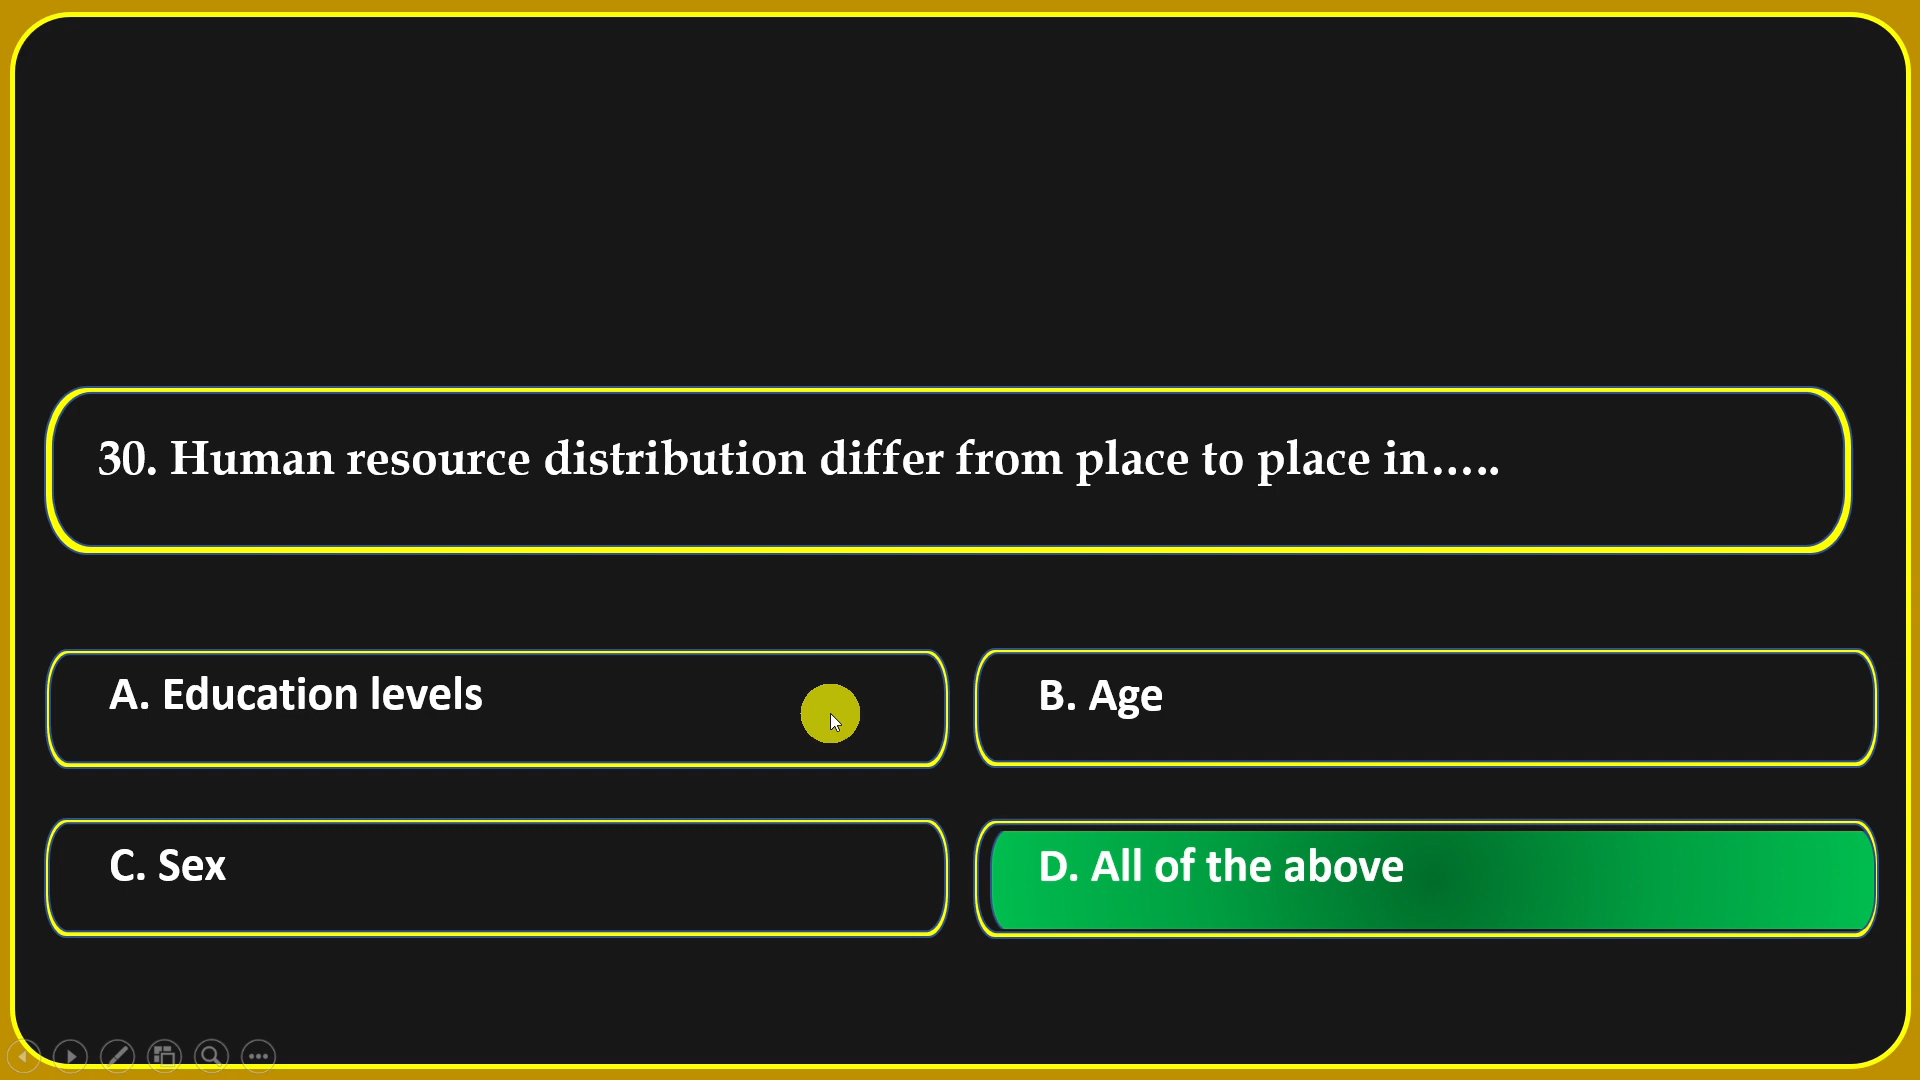 30. Human resource distribution differ from place to place in…..
A. Education levels
B. Age
C. Sex
D. All of the above